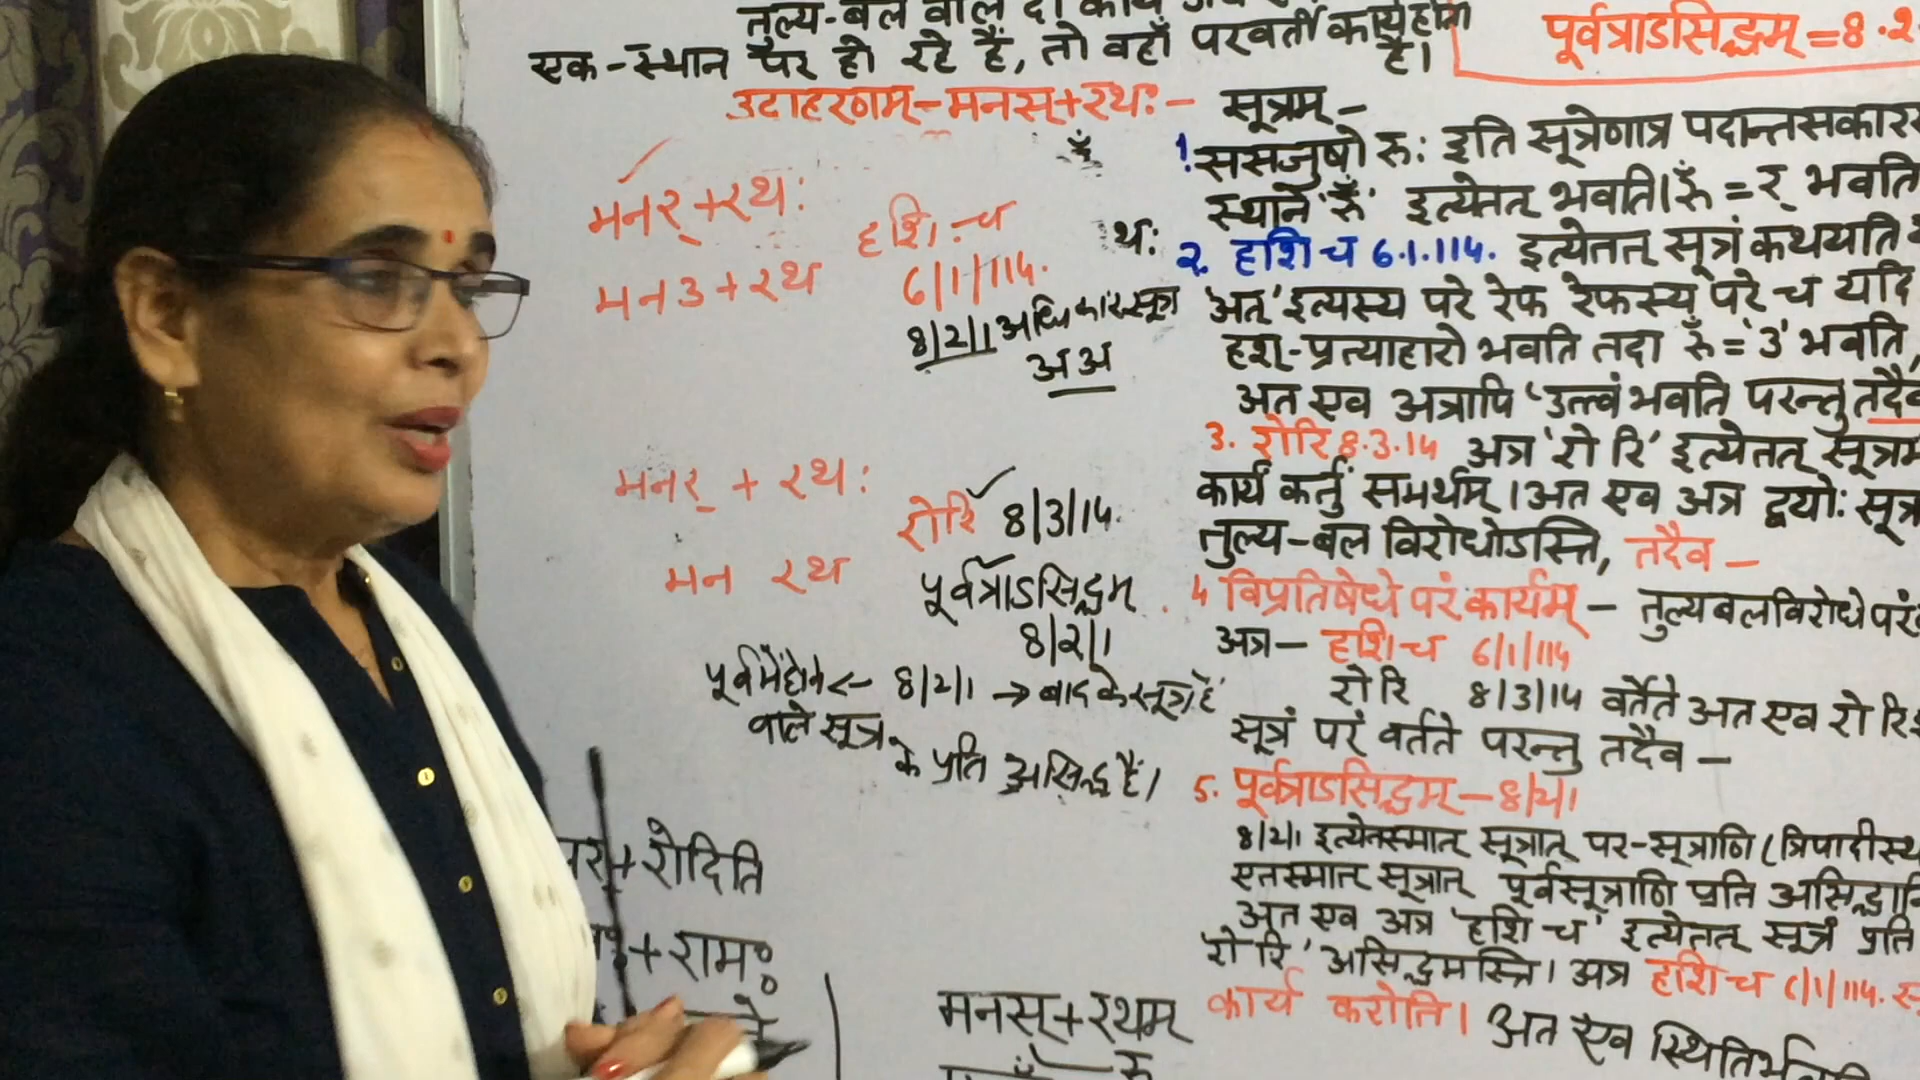 तुल्य-बल वाले दो कार्य
एक-स्थान पर हो रहे हैं, तो वहाँ परवर्ती कार्य होता
है।
पूर्वत्राऽसिद्धम्=8.2
उदाहरणम्-मनस्+रथः-
सूत्रम्-
1. ससजुषो रुः इति सूत्रेणात्र पदान्तसकार
स्थाने 'रुँ' इत्येतत् भवति। रुँ = र् भवति
मनर्+रथः
हशि च
6/1/114.
मनउ+रथ
8/2/1 अधिकार सूत्र
अ अ
थः
2. हशि च 6.1.114. इत्येतत् सूत्रं कथयति
'अत्' इत्यस्य परे रेफ रेफस्य परे च यदि
हश्-प्रत्याहारो भवति तदा रुँ='उ' भवति,
अत एव अत्रापि 'उत्त्वं भवति परन्तु तदैव
3. रोरि 8.3.14 अत्र 'रो रि' इत्येतत् सूत्रम
कार्यं कर्तुं समर्थम्। अत एव अत्र द्वयोः सूत्र
तुल्य-बल विरोधोऽस्ति, तदैव –
मनर् + रथः
रोरि 8/3/14
मन रथ
पूर्वत्राऽसिद्धम्.
8/2/1
पूर्व में होने <- 8/2/1 → बाद के सूत्र हैं
वाले सूत्र
के प्रति असिद्ध हैं।
4 विप्रतिषेधे परं कार्यम् – तुल्यबलविरोधे परं
अत्र – हशि च 6/1/114
रो रि 8/3/14 वर्तेते अत एव रो रि
सूत्रं परं वर्तते परन्तु तदैव –
5. पूर्वत्राऽसिद्धम् – 8/2/1
8/2/1 इत्येतस्मात् सूत्रात् पर-सूत्राणि (त्रिपादीस्थ
एतस्मात् सूत्रात् पूर्वसूत्राणि प्रति असिद्धानि
अत एव अत्र 'हशि च' इत्येतत् सूत्रं प्रति
'रो रि' असिद्धमस्ति। अत्र हशि च 6/1/114.
कार्य करोति। अत एव
+रोदिति
+रामः
मनस्+रथम्